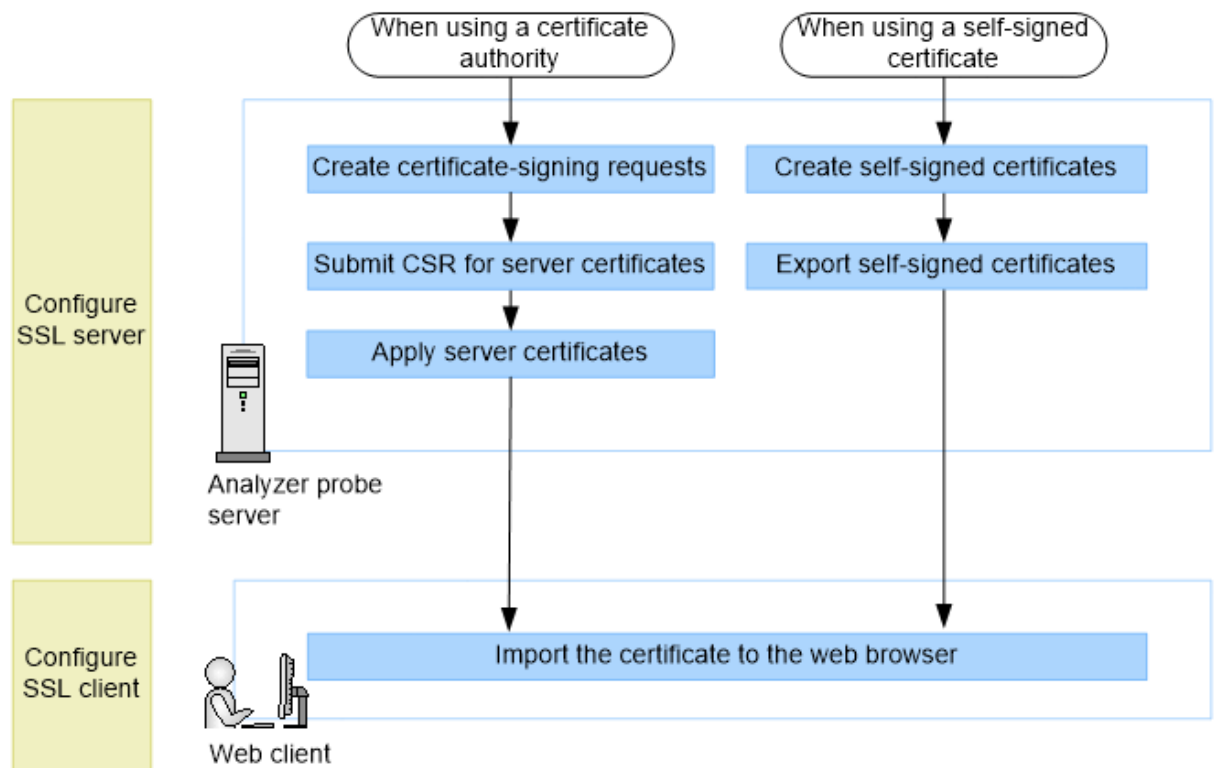 When using a certificate
authority
When using a self-signed
certificate
Configure
SSL server
Create certificate-signing requests
Create self-signed certificates
Submit CSR for server certificates
Export self-signed certificates
Apply server certificates
Analyzer probe
server
Configure
SSL client
Import the certificate to the web browser
Web client